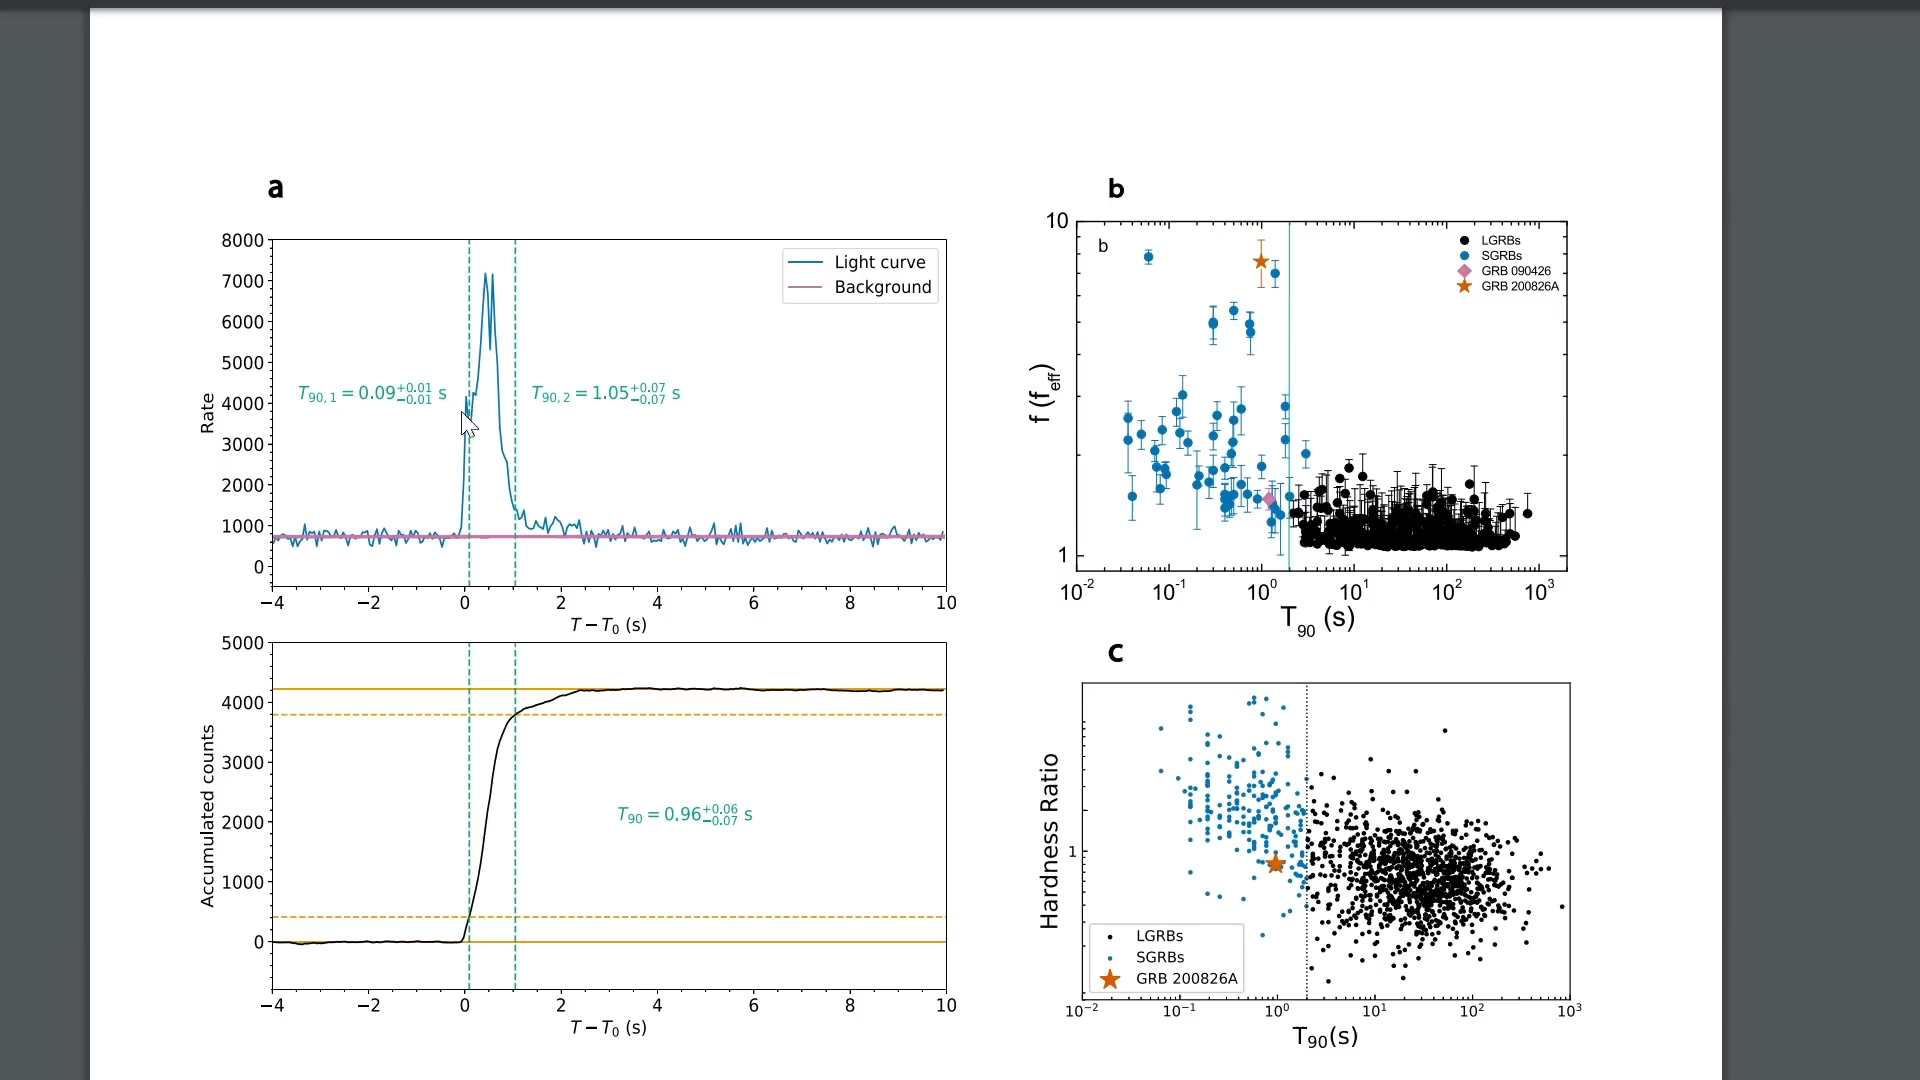 a
8000
7000
6000
5000
4000
3000
2000
1000
0
Rate
Light curve
Background
T90, 1 = 0.09 +0.01 −0.01 s
T90, 2 = 1.05 +0.07 −0.07 s
−4 −2 0 2 4 6 8 10
T − T0 (s)
5000
4000
3000
2000
1000
0
Accumulated counts
T90 = 0.96 +0.06 −0.07 s
−4 −2 0 2 4 6 8 10
T − T0 (s)
b
10
1
f (feff)
b
LGRBs
SGRBs
GRB 090426
GRB 200826A
10-2 10-1 100 101 102 103
T90 (s)
c
1
Hardness Ratio
LGRBs
SGRBs
GRB 200826A
10−2 10−1 100 101 102 103
T90(s)